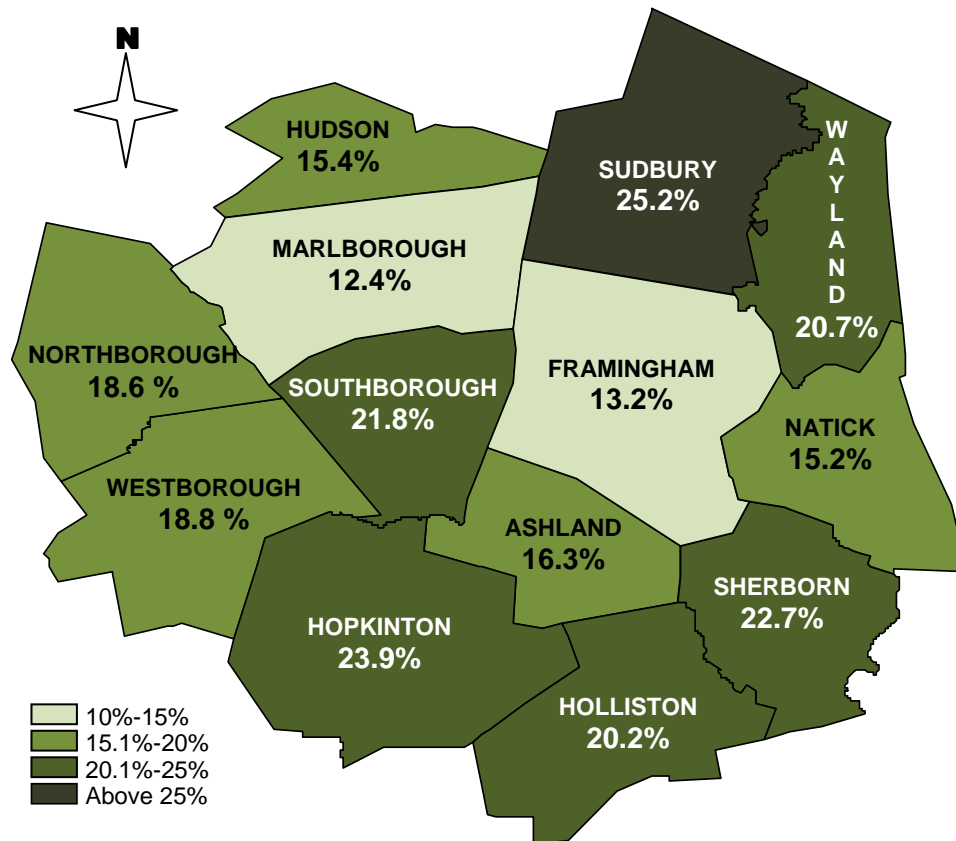 N
HUDSON
15.4%
SUDBURY
25.2%
W
A
Y
L
A
N
D
20.7%
MARLBOROUGH
12.4%
NORTHBOROUGH
18.6 %
SOUTHBOROUGH
21.8%
FRAMINGHAM
13.2%
NATICK
15.2%
WESTBOROUGH
18.8 %
ASHLAND
16.3%
SHERBORN
22.7%
HOPKINTON
23.9%
HOLLISTON
20.2%
10%-15%
15.1%-20%
20.1%-25%
Above 25%